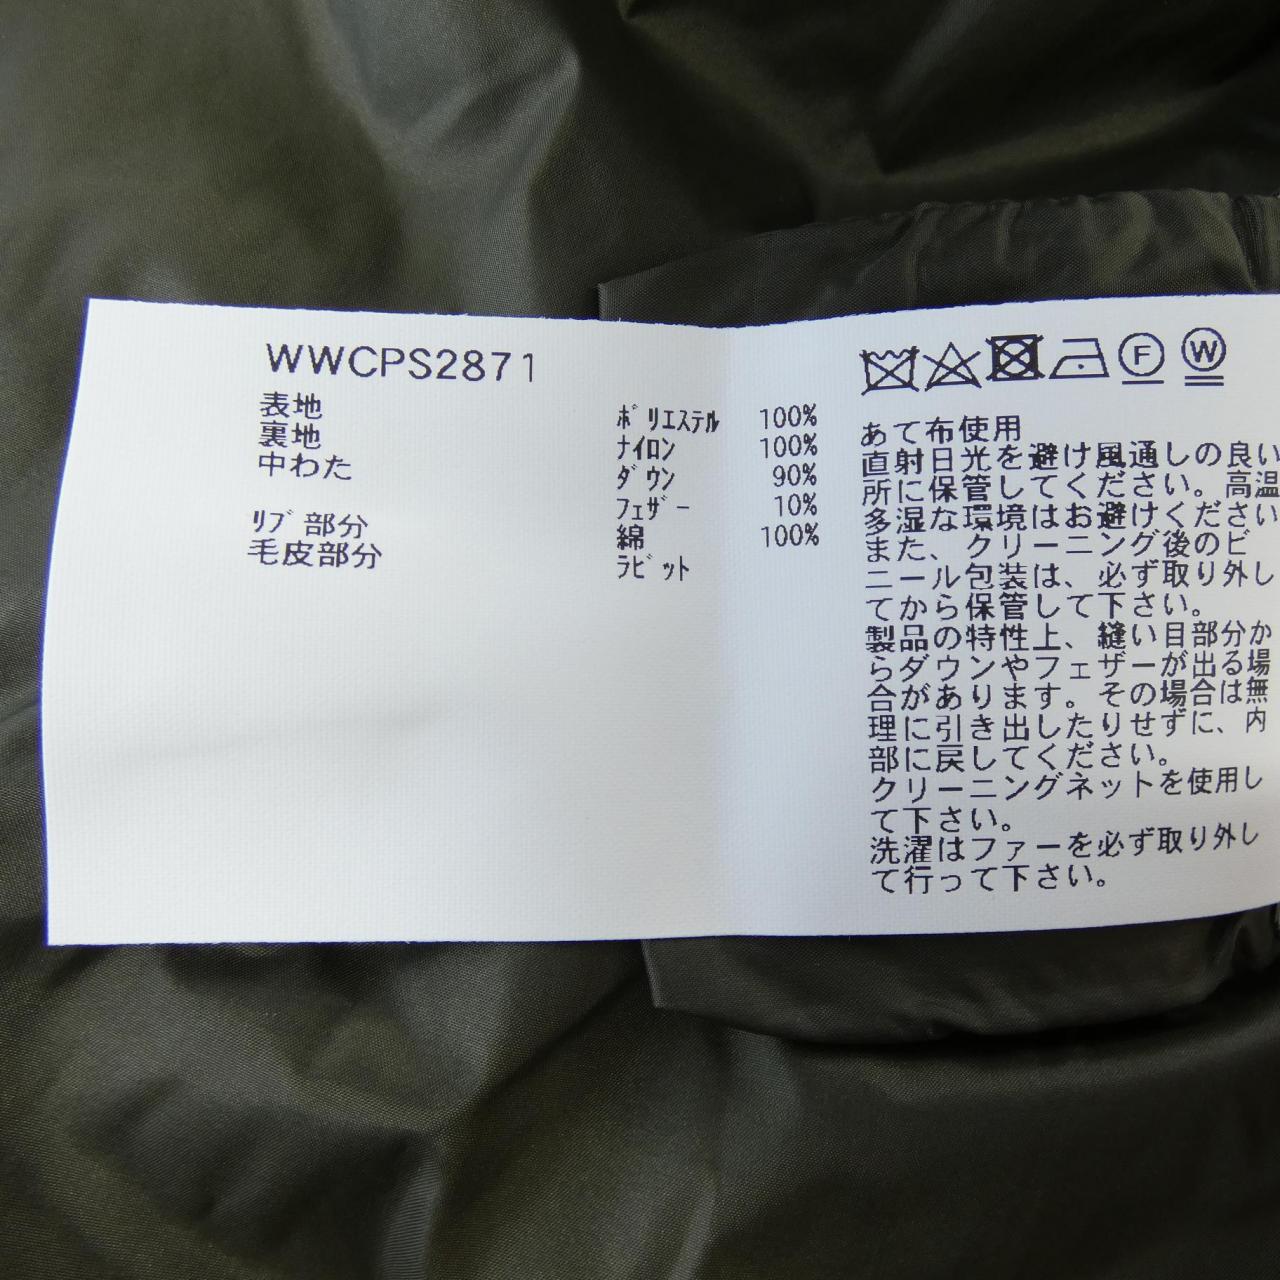 WWCPS2871
表地 ポリエステル 100%
裏地 ナイロン 100%
中わた ダウン 90%
フェザー 10%
リブ部分 綿 100%
毛皮部分 ラビット
F
W
あて布使用
直射日光を避け風通しの良い
所に保管してください。高温
多湿な環境はお避けください
また、クリーニング後のビ
ニール包装は、必ず取り外し
てから保管して下さい。
製品の特性上、縫い目部分か
らダウンやフェザーが出る場
合があります。その場合は無
理に引き出したりせずに、内
部に戻してください。
クリーニングネットを使用し
て下さい。
洗濯はファーを必ず取り外し
て行って下さい。